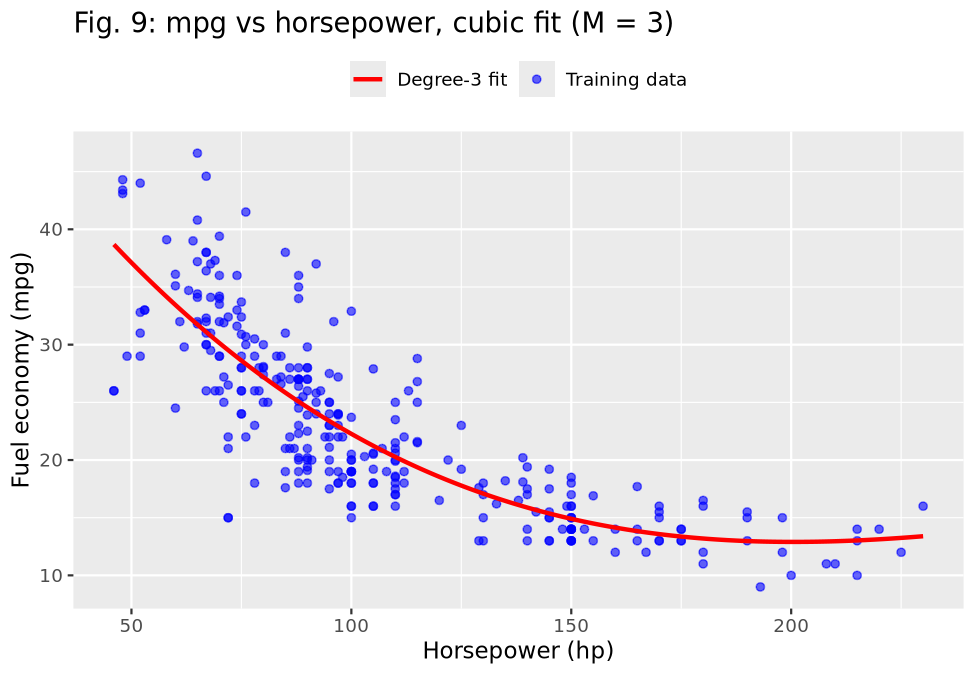 Fig. 9: mpg vs horsepower, cubic fit (M = 3)
Degree-3 fit Training data
Fuel economy (mpg)
40
30
20
10
50 100 150 200
Horsepower (hp)